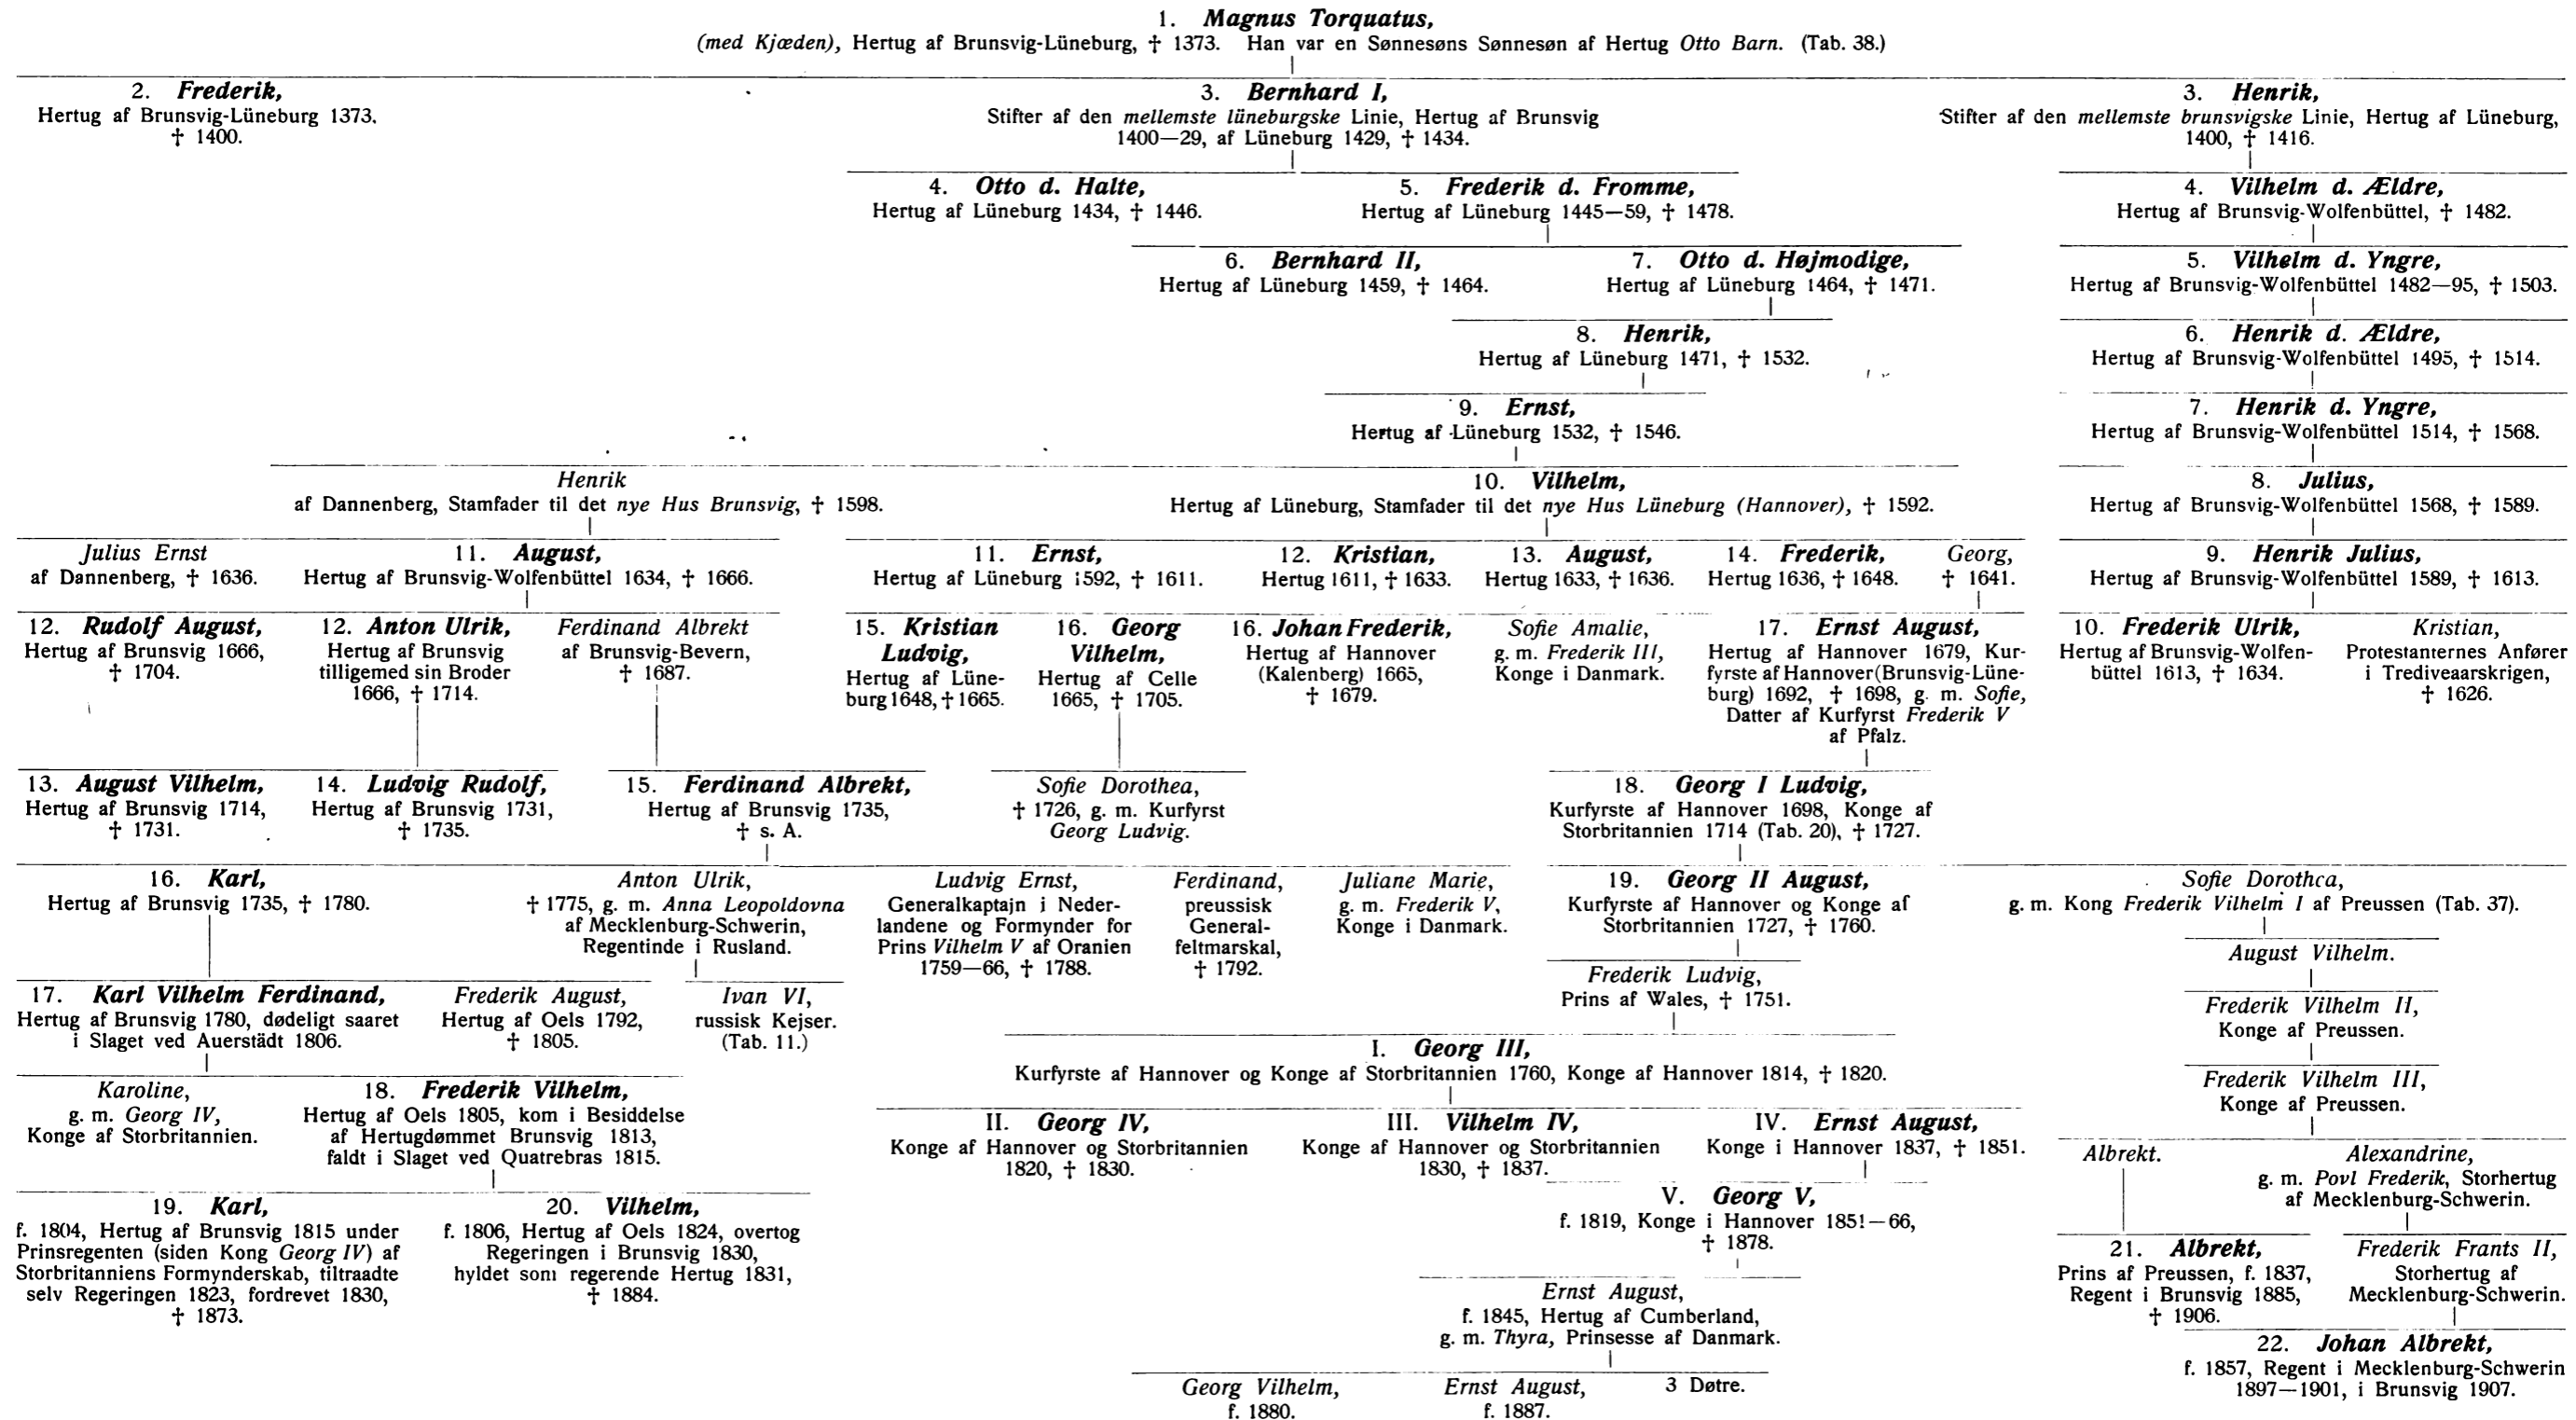 1. Magnus Torquatus,
(med Kjæden), Hertug af Brunsvig-Lüneburg, † 1373. Han var en Sønnesøns Sønnesøn af Hertug Otto Barn. (Tab. 38.)
2. Frederik,
Hertug af Brunsvig-Lüneburg 1373.
† 1400.
3. Bernhard I,
Stifter af den mellemste lüneburgske Linie, Hertug af Brunsvig
1400—29, af Lüneburg 1429, † 1434.
3. Henrik,
Stifter af den mellemste brunsvigske Linie, Hertug af Lüneburg,
1400, † 1416.
4. Otto d. Halte,
Hertug af Lüneburg 1434, † 1446.
5. Frederik d. Fromme,
Hertug af Lüneburg 1445—59, † 1478.
4. Vilhelm d. Ældre,
Hertug af Brunsvig-Wolfenbüttel, † 1482.
6. Bernhard II,
Hertug af Lüneburg 1459, † 1464.
7. Otto d. Højmodige,
Hertug af Lüneburg 1464, † 1471.
5. Vilhelm d. Yngre,
Hertug af Brunsvig-Wolfenbüttel 1482—95, † 1503.
8. Henrik,
Hertug af Lüneburg 1471, † 1532.
6. Henrik d. Ældre,
Hertug af Brunsvig-Wolfenbüttel 1495, † 1514.
9. Ernst,
Hertug af Lüneburg 1532, † 1546.
7. Henrik d. Yngre,
Hertug af Brunsvig-Wolfenbüttel 1514, † 1568.
Henrik
af Dannenberg, Stamfader til det nye Hus Brunsvig, † 1598.
10. Vilhelm,
Hertug af Lüneburg, Stamfader til det nye Hus Lüneburg (Hannover), † 1592.
8. Julius,
Hertug af Brunsvig-Wolfenbüttel 1568, † 1589.
Julius Ernst
af Dannenberg, † 1636.
11. August,
Hertug af Brunsvig-Wolfenbüttel 1634, † 1666.
11. Ernst,
Hertug af Lüneburg 1592, † 1611.
12. Kristian,
Hertug 1611, † 1633.
13. August,
Hertug 1633, † 1636.
14. Frederik,
Hertug 1636, † 1648.
Georg,
† 1641.
9. Henrik Julius,
Hertug af Brunsvig-Wolfenbüttel 1589, † 1613.
12. Rudolf August,
Hertug af Brunsvig 1666,
† 1704.
12. Anton Ulrik,
Hertug af Brunsvig
tilligemed sin Broder
1666, † 1714.
Ferdinand Albrekt
af Brunsvig-Bevern,
† 1687.
15. Kristian
Ludvig,
Hertug af Lüne-
burg 1648, † 1665.
16. Georg
Vilhelm,
Hertug af Celle
1665, † 1705.
16. Johan Frederik,
Hertug af Hannover
(Kalenberg) 1665,
† 1679.
Sofie Amalie,
g. m. Frederik III,
Konge i Danmark.
17. Ernst August,
Hertug af Hannover 1679, Kur-
fyrste af Hannover (Brunsvig-Lüne-
burg) 1692, † 1698, g. m. Sofie,
Datter af Kurfyrst Frederik V
af Pfalz.
10. Frederik Ulrik,
Hertug af Brunsvig-Wolfen-
büttel 1613, † 1634.
Kristian,
Protestanternes Anfører
i Trediveaarskrigen,
† 1626.
13. August Vilhelm,
Hertug af Brunsvig 1714,
† 1731.
14. Ludvig Rudolf,
Hertug af Brunsvig 1731,
† 1735.
15. Ferdinand Albrekt,
Hertug af Brunsvig 1735,
† s. A.
Sofie Dorothea,
† 1726, g. m. Kurfyrst
Georg Ludvig.
18. Georg I Ludvig,
Kurfyrste af Hannover 1698, Konge af
Storbritannien 1714 (Tab. 20), † 1727.
16. Karl,
Hertug af Brunsvig 1735, † 1780.
Anton Ulrik,
† 1775, g. m. Anna Leopoldovna
af Mecklenburg-Schwerin,
Regentinde i Rusland.
Ludvig Ernst,
Generalkaptajn i Neder-
landene og Formynder for
Prins Vilhelm V af Oranien
1759—66, † 1788.
Ferdinand,
preussisk
General-
feltmarskal,
† 1792.
Juliane Marie,
g. m. Frederik V,
Konge i Danmark.
19. Georg II August,
Kurfyrste af Hannover og Konge af
Storbritannien 1727, † 1760.
Sofie Dorothea,
g. m. Kong Frederik Vilhelm I af Preussen (Tab. 37).
August Vilhelm.
Frederik Ludvig,
Prins af Wales, † 1751.
17. Karl Vilhelm Ferdinand,
Hertug af Brunsvig 1780, dødeligt saaret
i Slaget ved Auerstädt 1806.
Frederik August,
Hertug af Oels 1792,
† 1805.
Ivan VI,
russisk Kejser.
(Tab. 11.)
Frederik Vilhelm II,
Konge af Preussen.
I. Georg III,
Kurfyrste af Hannover og Konge af Storbritannien 1760, Konge af Hannover 1814, † 1820.
Frederik Vilhelm III,
Konge af Preussen.
Karoline,
g. m. Georg IV,
Konge af Storbritannien.
18. Frederik Vilhelm,
Hertug af Oels 1805, kom i Besiddelse
af Hertugdømmet Brunsvig 1813,
faldt i Slaget ved Quatrebras 1815.
II. Georg IV,
Konge af Hannover og Storbritannien
1820, † 1830.
III. Vilhelm IV,
Konge af Hannover og Storbritannien
1830, † 1837.
IV. Ernst August,
Konge i Hannover 1837, † 1851.
Albrekt.
Alexandrine,
g. m. Povl Frederik, Storhertug
af Mecklenburg-Schwerin.
19. Karl,
f. 1804, Hertug af Brunsvig 1815 under
Prinsregenten (siden Kong Georg IV) af
Storbritanniens Formynderskab, tiltraadte
selv Regeringen 1823, fordrevet 1830,
† 1873.
20. Vilhelm,
f. 1806, Hertug af Oels 1824, overtog
Regeringen i Brunsvig 1830,
hyldet som regerende Hertug 1831,
† 1884.
V. Georg V,
f. 1819, Konge i Hannover 1851—66,
† 1878.
21. Albrekt,
Prins af Preussen, f. 1837,
Regent i Brunsvig 1885,
† 1906.
Frederik Frants II,
Storhertug af
Mecklenburg-Schwerin.
Ernst August,
f. 1845, Hertug af Cumberland,
g. m. Thyra, Prinsesse af Danmark.
22. Johan Albrekt,
f. 1857, Regent i Mecklenburg-Schwerin
1897—1901, i Brunsvig 1907.
Georg Vilhelm,
f. 1880.
Ernst August,
f. 1887.
3 Døtre.